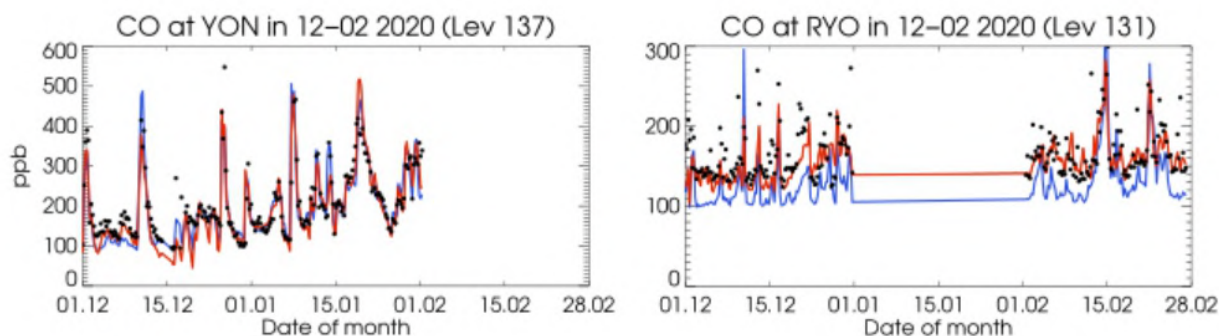 CO at YON in 12–02 2020 (Lev 137)
600
500
400
300
200
100
0
ppb
01.12 15.12 01.01 15.01 01.02 15.02 28.02
Date of month
CO at RYO in 12–02 2020 (Lev 131)
300
200
100
0
01.12 15.12 01.01 15.01 01.02 15.02 28.02
Date of month